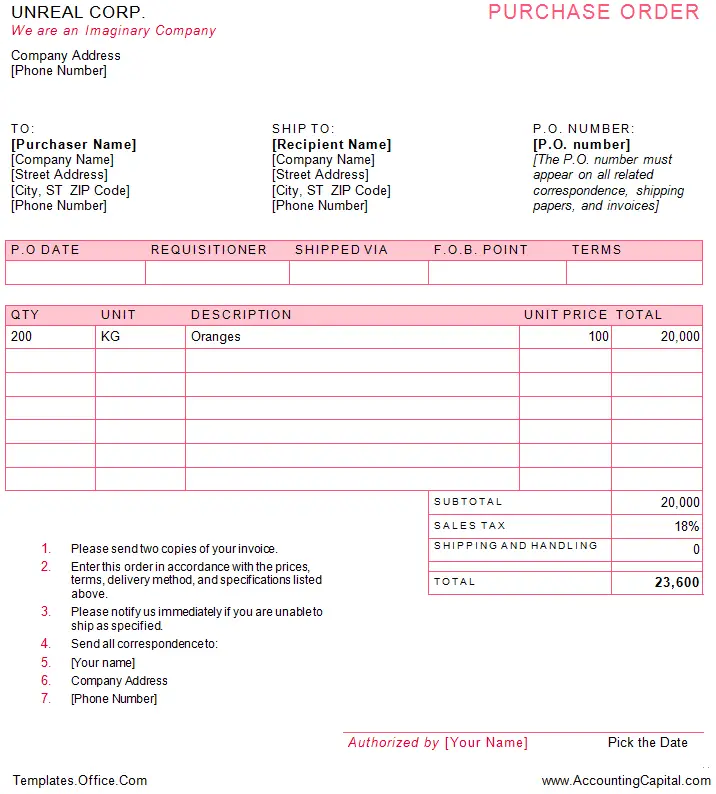 UNREAL CORP.
PURCHASE ORDER
We are an Imaginary Company
Company Address
[Phone Number]
TO:
[Purchaser Name]
[Company Name]
[Street Address]
[City, ST ZIP Code]
[Phone Number]
SHIP TO:
[Recipient Name]
[Company Name]
[Street Address]
[City, ST ZIP Code]
[Phone Number]
P.O. NUMBER:
[P.O. number]
[The P.O. number must
appear on all related
correspondence, shipping
papers, and invoices]
P.O DATE REQUISITIONER SHIPPED VIA F.O.B. POINT TERMS
QTY UNIT DESCRIPTION UNIT PRICE TOTAL
200 KG Oranges 100 20,000
SUBTOTAL 20,000
SALES TAX 18%
SHIPPING AND HANDLING 0
TOTAL 23,600
1. Please send two copies of your invoice.
2. Enter this order in accordance with the prices,
terms, delivery method, and specifications listed
above.
3. Please notify us immediately if you are unable to
ship as specified.
4. Send all correspondence to:
5. [Your name]
6. Company Address
7. [Phone Number]
Authorized by [Your Name] Pick the Date
Templates.Office.Com www.AccountingCapital.com